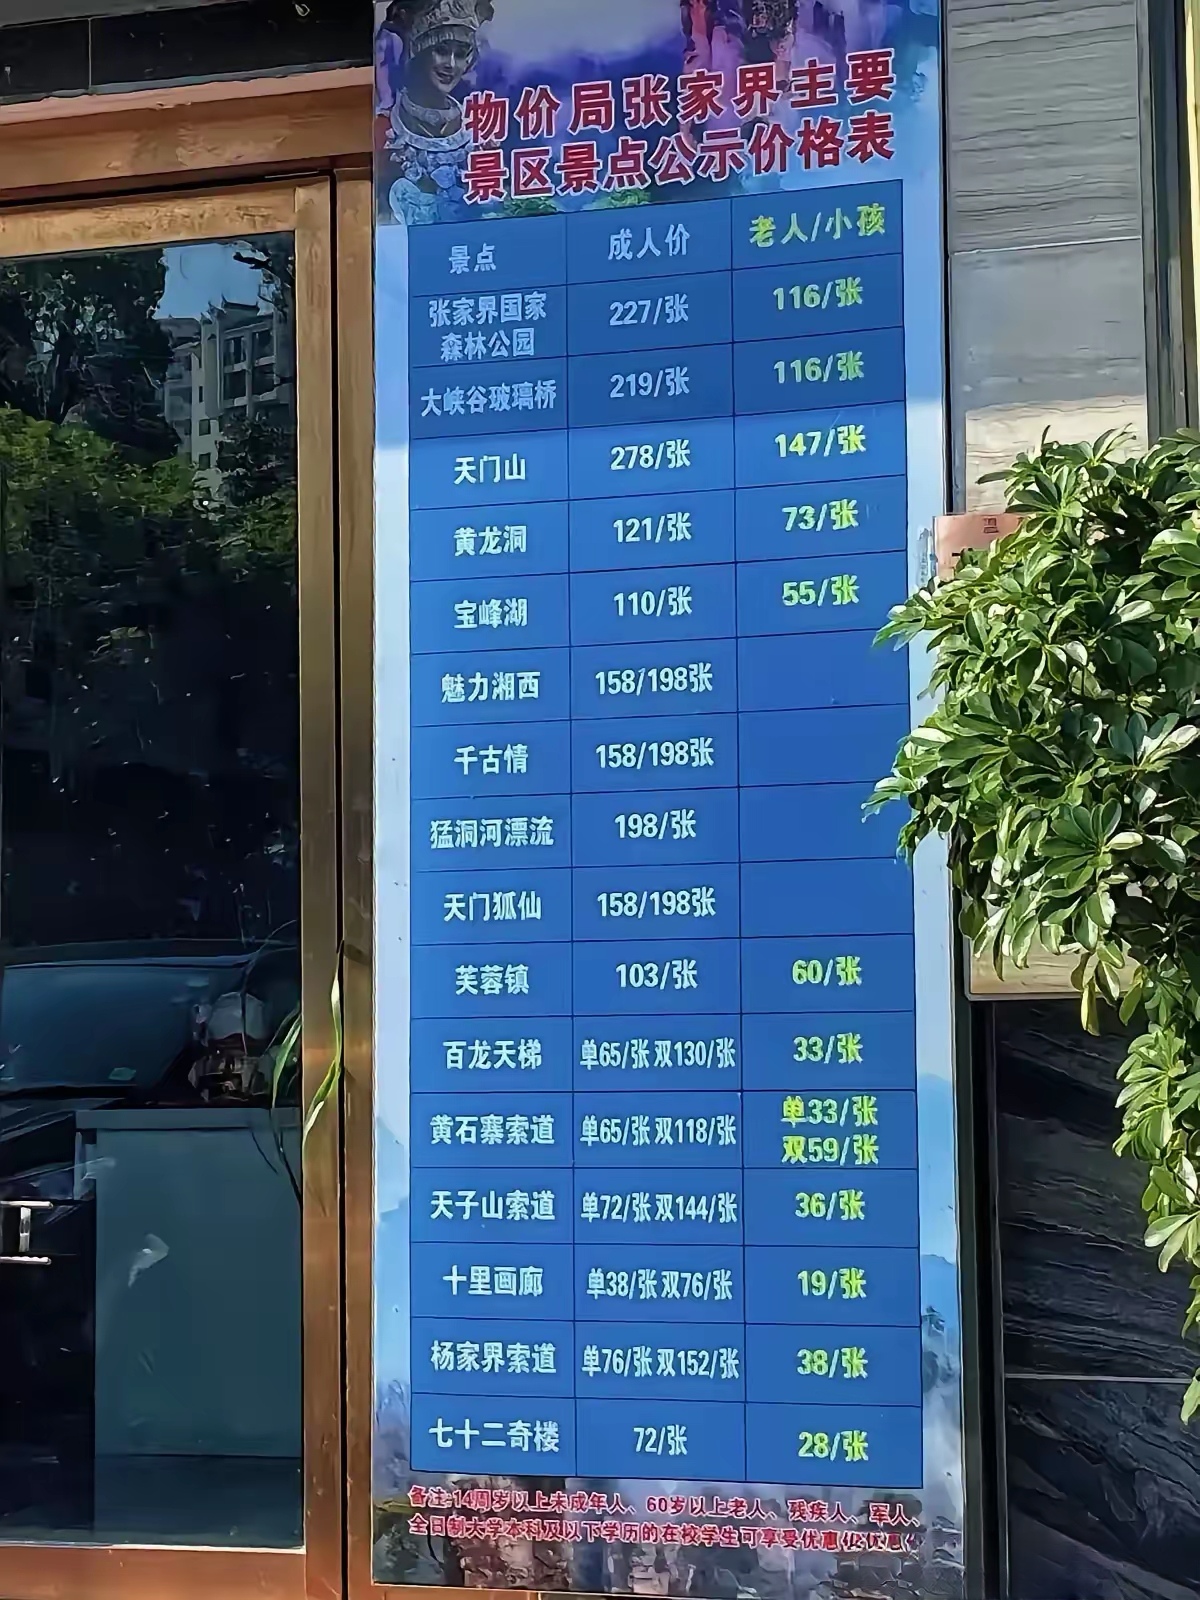 物价局张家界主要
景区景点公示价格表
景点 成人价 老人/小孩
张家界国家
森林公园 227/张 116/张
大峡谷玻璃桥 219/张 116/张
天门山 278/张 147/张
黄龙洞 121/张 73/张
宝峰湖 110/张 55/张
魅力湘西 158/198张
千古情 158/198张
猛洞河漂流 198/张
天门狐仙 158/198张
芙蓉镇 103/张 60/张
百龙天梯 单65/张 双130/张 33/张
黄石寨索道 单65/张 双118/张 单33/张
双59/张
天子山索道 单72/张 双144/张 36/张
十里画廊 单38/张 双76/张 19/张
杨家界索道 单76/张 双152/张 38/张
七十二奇楼 72/张 28/张
备注:14周岁以上未成年人、60岁以上老人、残疾人、军人、
全日制大学本科及以下学历的在校学生可享受优惠